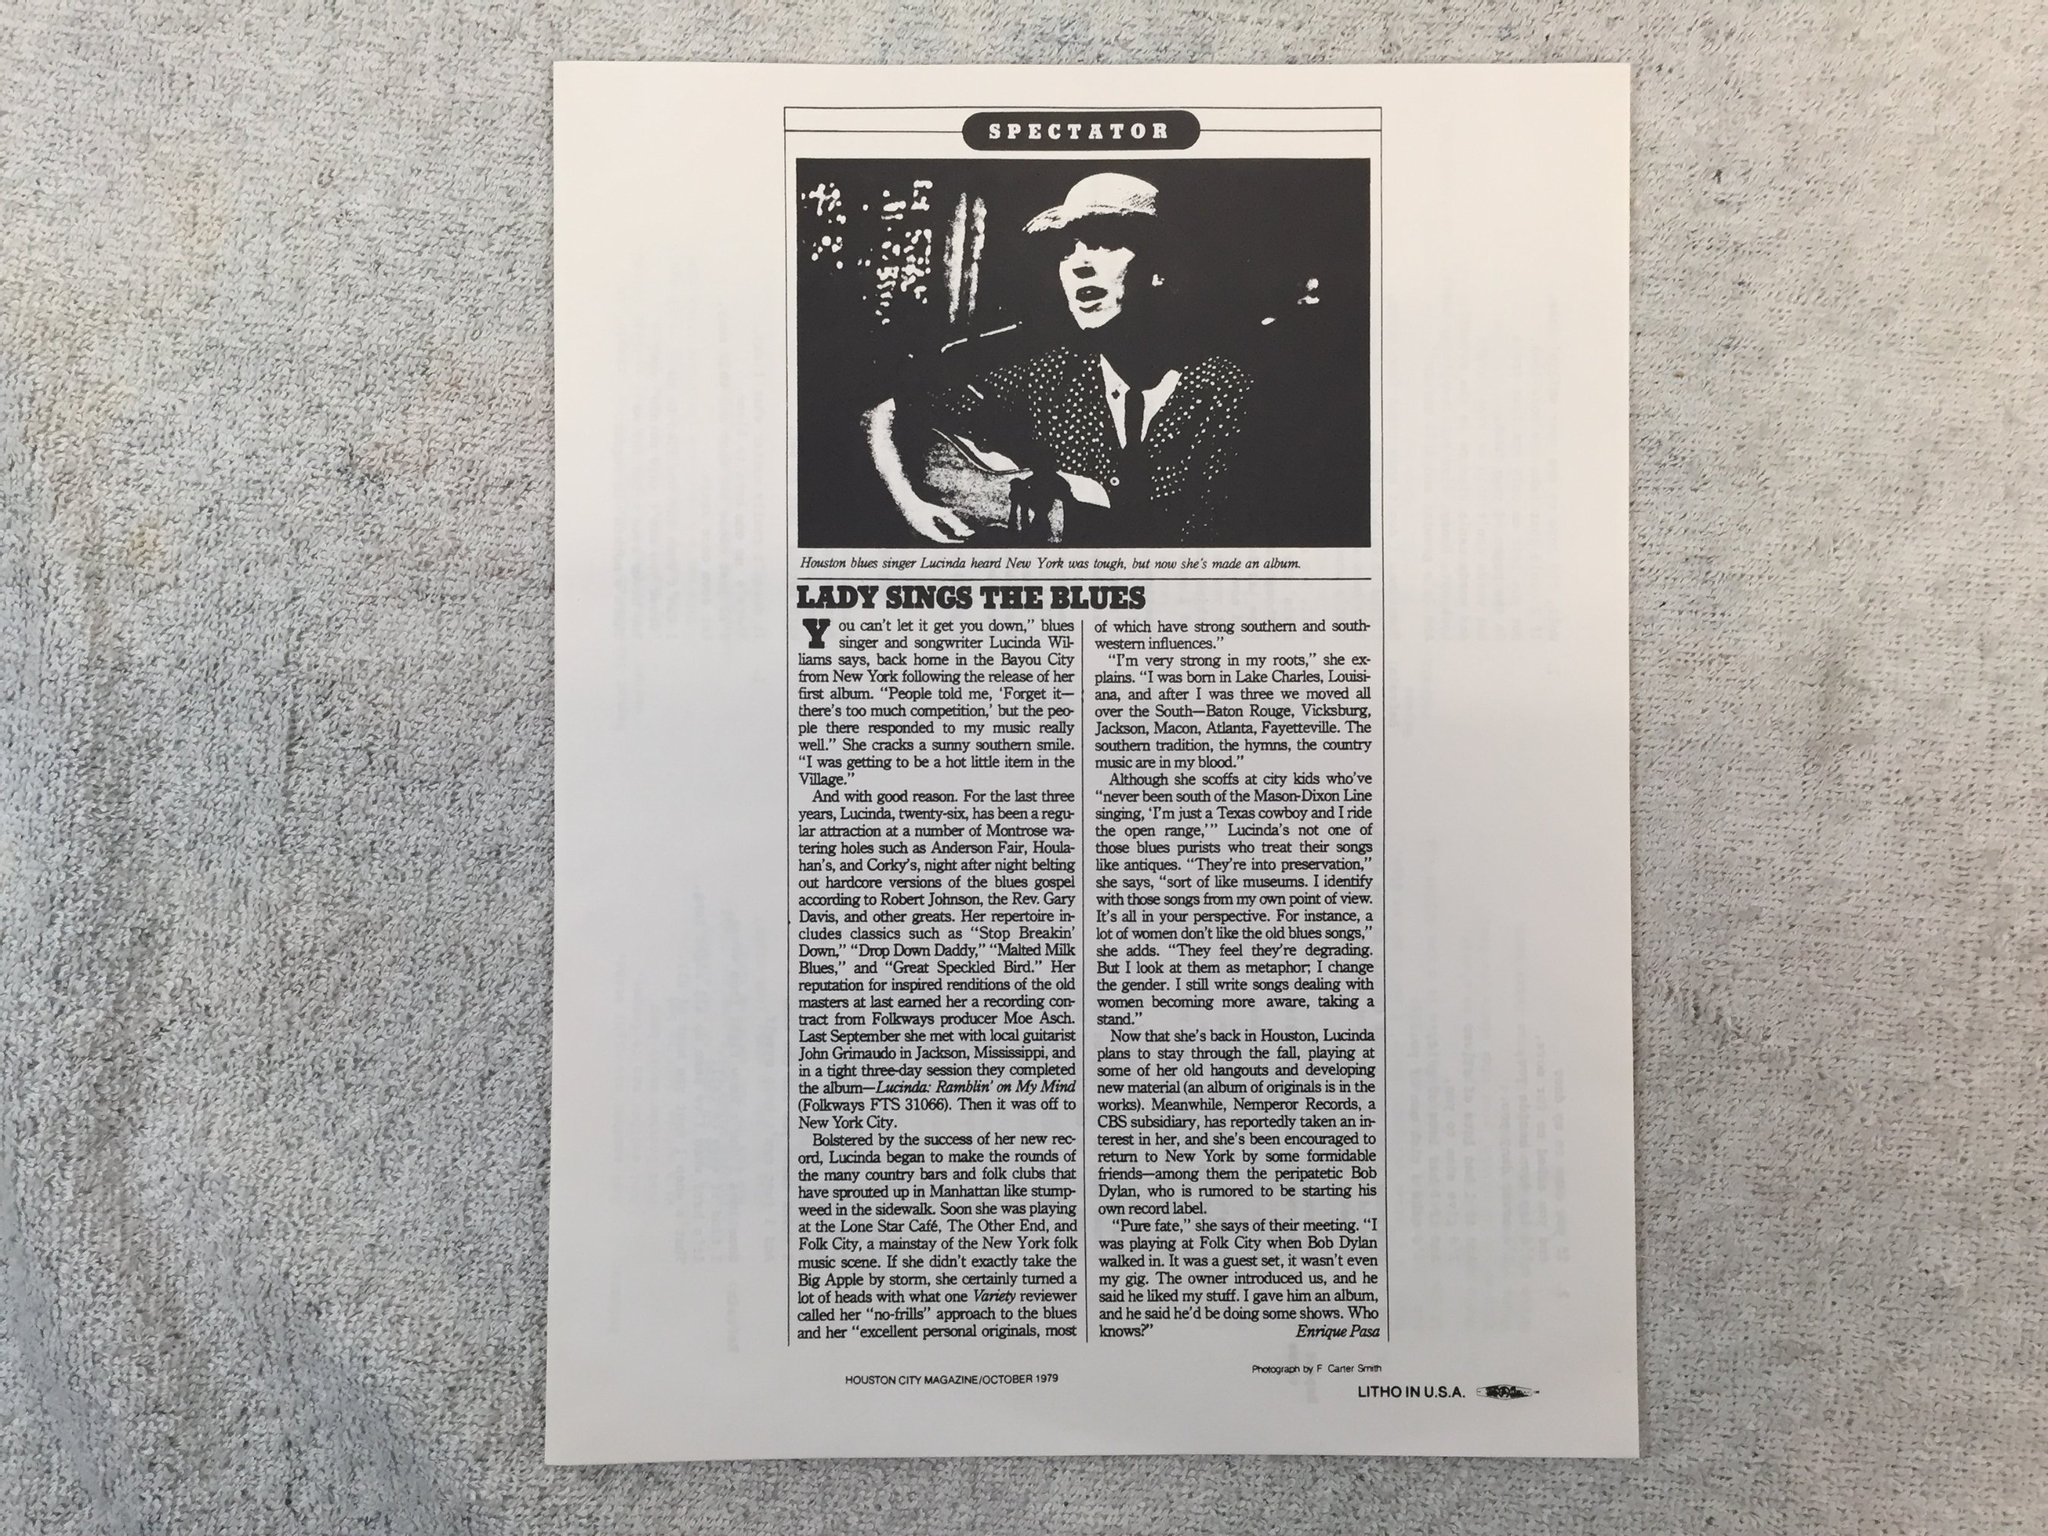 SPECTATOR
Houston blues singer Lucinda heard New York was tough, but now she's made an album.
LADY SINGS THE BLUES
You can't let it get you down," blues
singer and songwriter Lucinda Wil-
liams says, back home in the Bayou City
from New York following the release of her
first album. "People told me, 'Forget it—
there's too much competition,' but the peo-
ple there responded to my music really
well." She cracks a sunny southern smile.
"I was getting to be a hot little item in the
Village."
And with good reason. For the last three
years, Lucinda, twenty-six, has been a regu-
lar attraction at a number of Montrose wa-
tering holes such as Anderson Fair, Houla-
han's, and Corky's, night after night belting
out hardcore versions of the blues gospel
according to Robert Johnson, the Rev. Gary
Davis, and other greats. Her repertoire in-
cludes classics such as "Stop Breakin'
Down," "Drop Down Daddy," "Malted Milk
Blues," and "Great Speckled Bird." Her
reputation for inspired renditions of the old
masters at last earned her a recording con-
tract from Folkways producer Moe Asch.
Last September she met with local guitarist
John Grimaudo in Jackson, Mississippi, and
in a tight three-day session they completed
the album—Lucinda: Ramblin' on My Mind
(Folkways FTS 31066). Then it was off to
New York City.
Bolstered by the success of her new rec-
ord, Lucinda began to make the rounds of
the many country bars and folk clubs that
have sprouted up in Manhattan like stump-
weed in the sidewalk. Soon she was playing
at the Lone Star Café, The Other End, and
Folk City, a mainstay of the New York folk
music scene. If she didn't exactly take the
Big Apple by storm, she certainly turned a
lot of heads with what one Variety reviewer
called her "no-frills" approach to the blues
and her "excellent personal originals, most
of which have strong southern and south-
western influences."
"I'm very strong in my roots," she ex-
plains. "I was born in Lake Charles, Louisi-
ana, and after I was three we moved all
over the South—Baton Rouge, Vicksburg,
Jackson, Macon, Atlanta, Fayetteville. The
southern tradition, the hymns, the country
music are in my blood."
Although she scoffs at city kids who've
"never been south of the Mason-Dixon Line
singing, 'I'm just a Texas cowboy and I ride
the open range,'" Lucinda's not one of
those blues purists who treat their songs
like antiques. "They're into preservation,"
she says, "sort of like museums. I identify
with those songs from my own point of view.
It's all in your perspective. For instance, a
lot of women don't like the old blues songs,"
she adds. "They feel they're degrading.
But I look at them as metaphor; I change
the gender. I still write songs dealing with
women becoming more aware, taking a
stand."
Now that she's back in Houston, Lucinda
plans to stay through the fall, playing at
some of her old hangouts and developing
new material (an album of originals is in the
works). Meanwhile, Nemperor Records, a
CBS subsidiary, has reportedly taken an in-
terest in her, and she's been encouraged to
return to New York by some formidable
friends—among them the peripatetic Bob
Dylan, who is rumored to be starting his
own record label.
"Pure fate," she says of their meeting. "I
was playing at Folk City when Bob Dylan
walked in. It was a guest set, it wasn't even
my gig. The owner introduced us, and he
said he liked my stuff. I gave him an album,
and he said he'd be doing some shows. Who
knows?" Enrique Pasa
Photograph by F Carter Smith
HOUSTON CITY MAGAZINE/OCTOBER 1979
LITHO IN U.S.A.